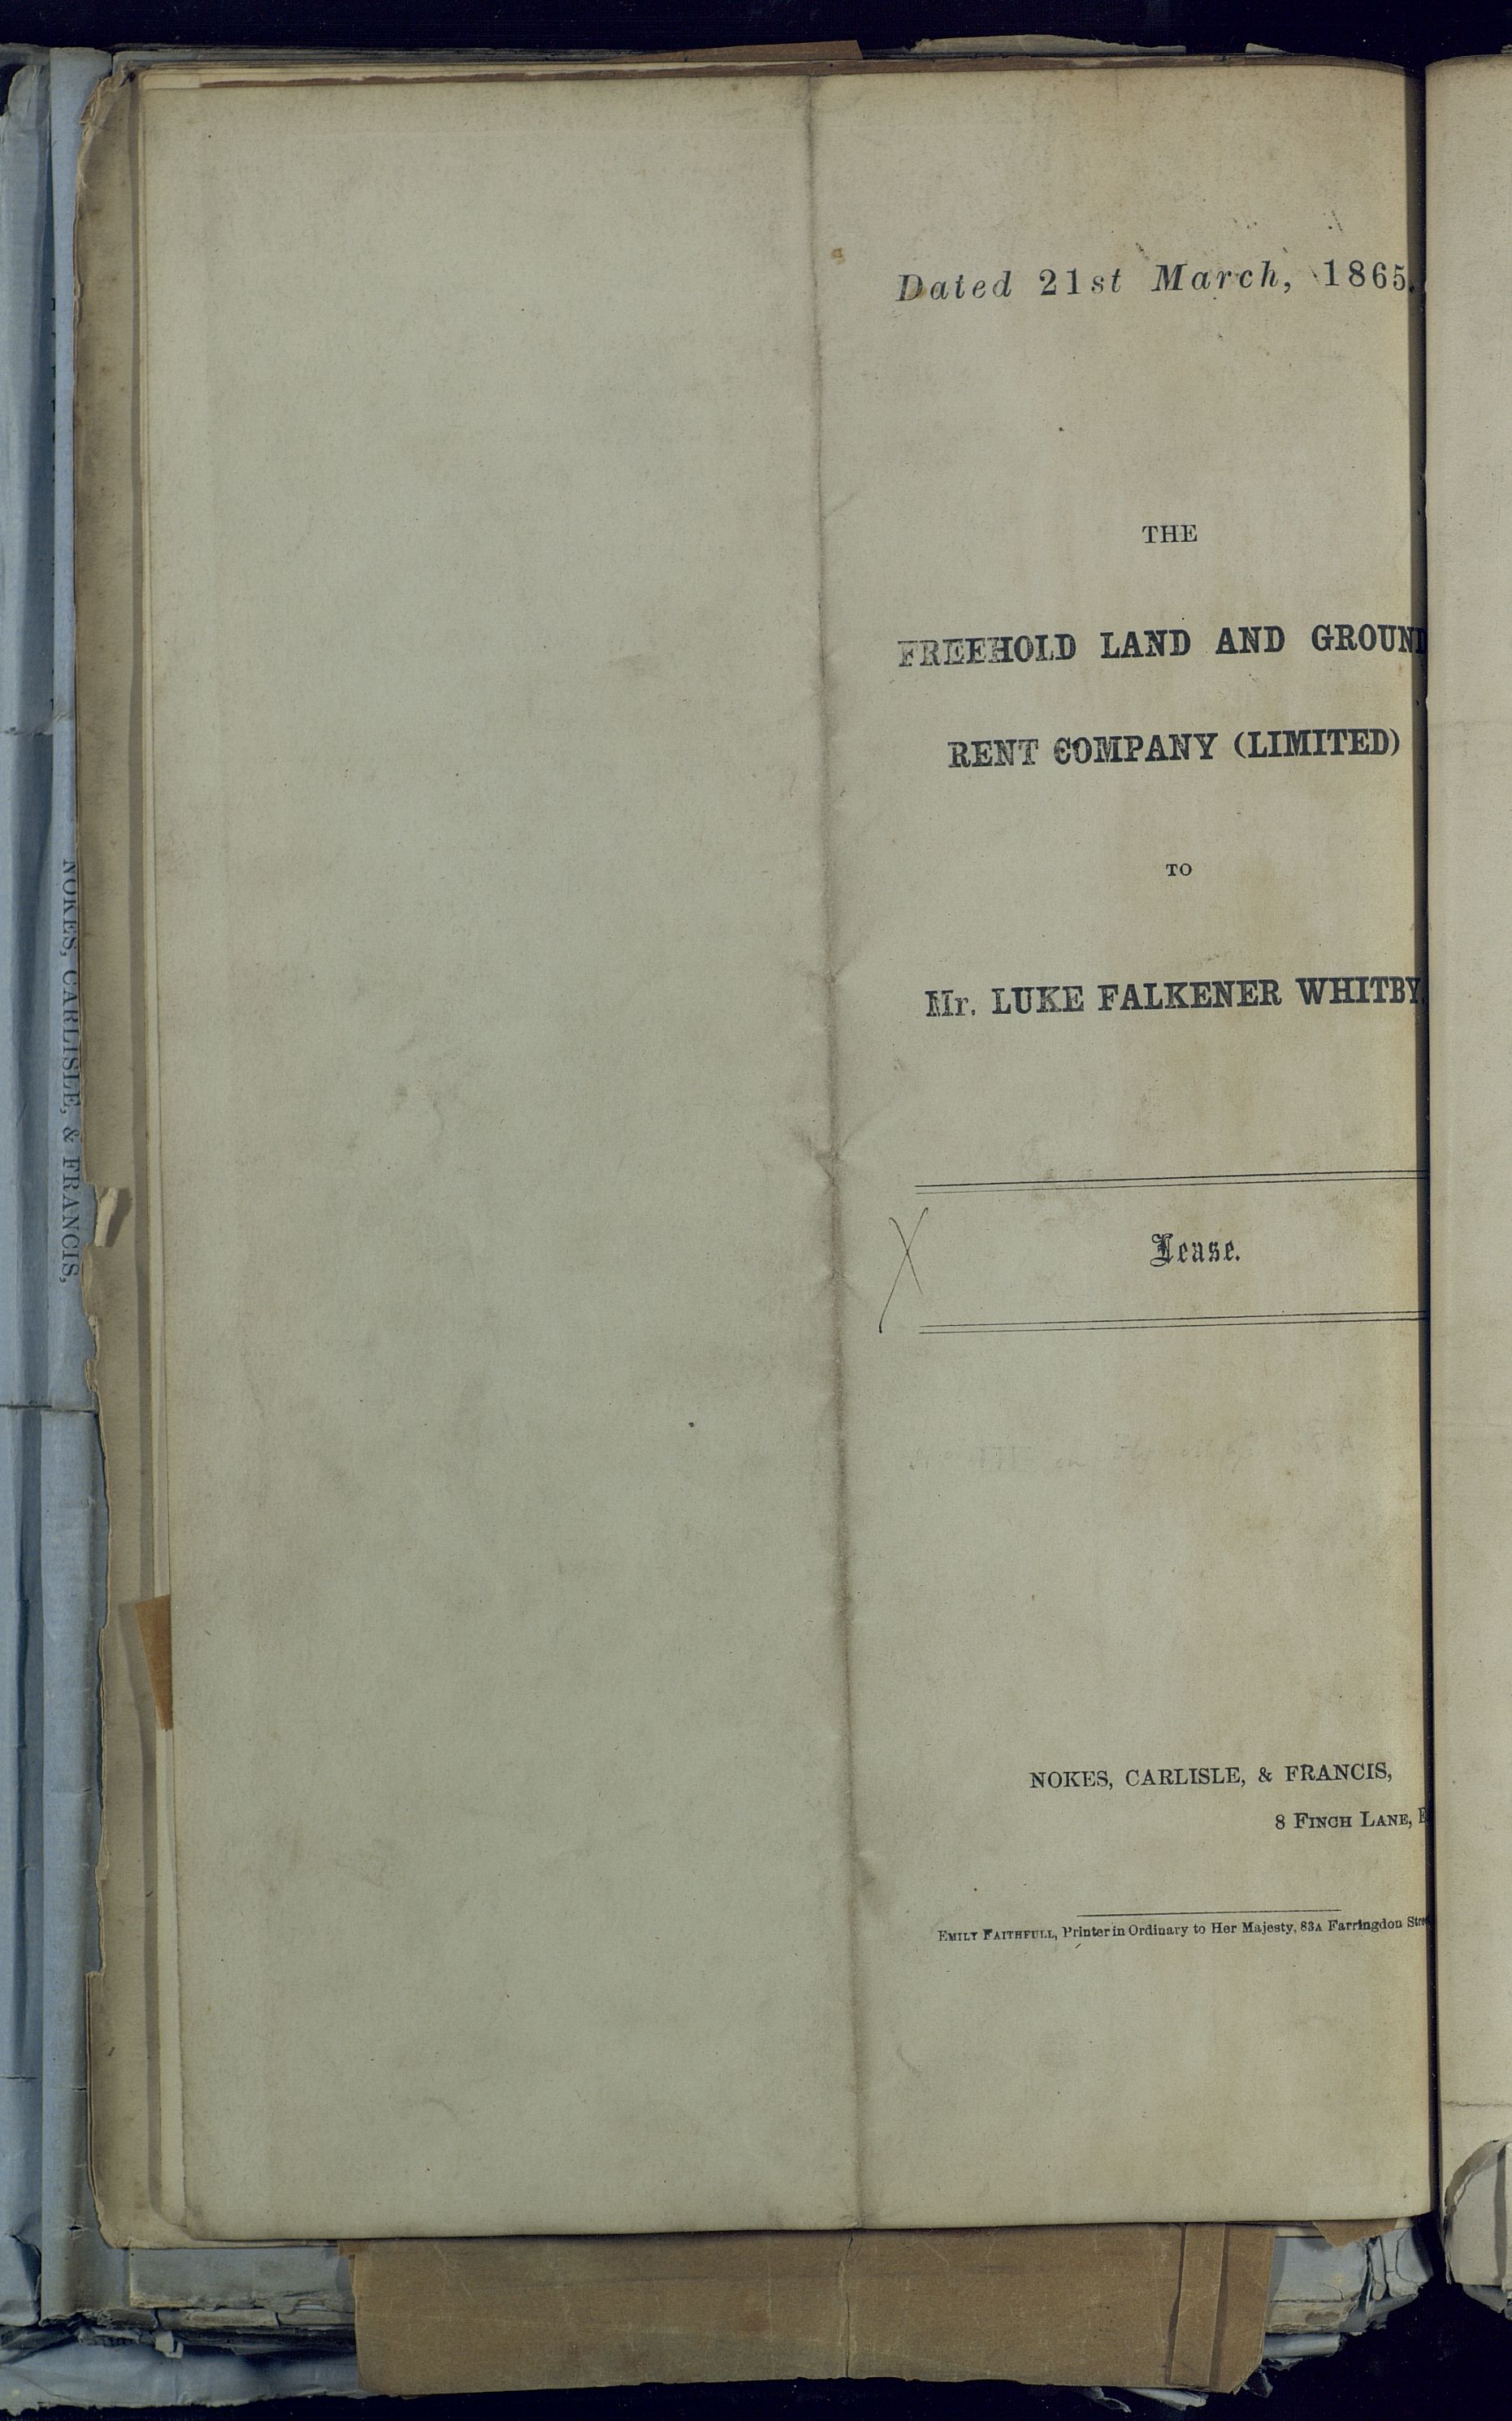 Dated 21st March, 1865.
THE
FREEHOLD LAND AND GROUND
RENT COMPANY (LIMITED)
TO
Mr. LUKE FALKENER WHITBY.
X
Lease.
NOKES, CARLISLE, & FRANCIS,
8 FINCH LANE, E
EMILY FAITHFULL, Printer in Ordinary to Her Majesty, 83A Farringdon Stre
NOKES, CARLISLE, & FRANCIS,